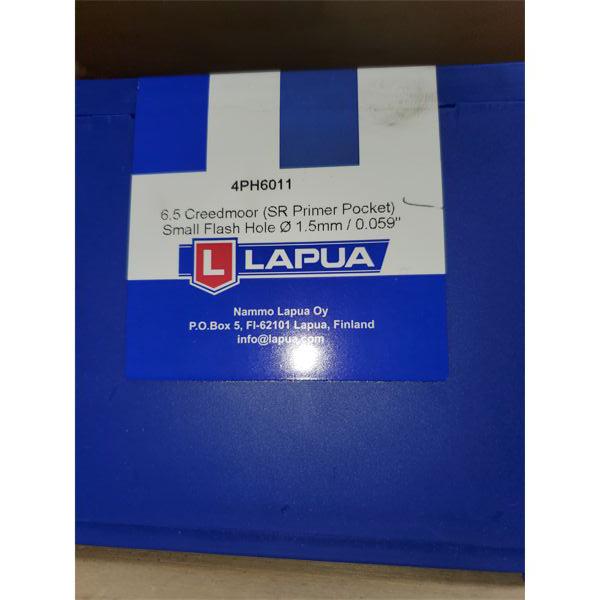 4PH6011
6.5 Creedmoor (SR Primer Pocket)
Small Flash Hole Ø 1.5mm / 0.059"
L LAPUA
Nammo Lapua Oy
P.O.Box 5, FI-62101 Lapua, Finland
info@lapua.com